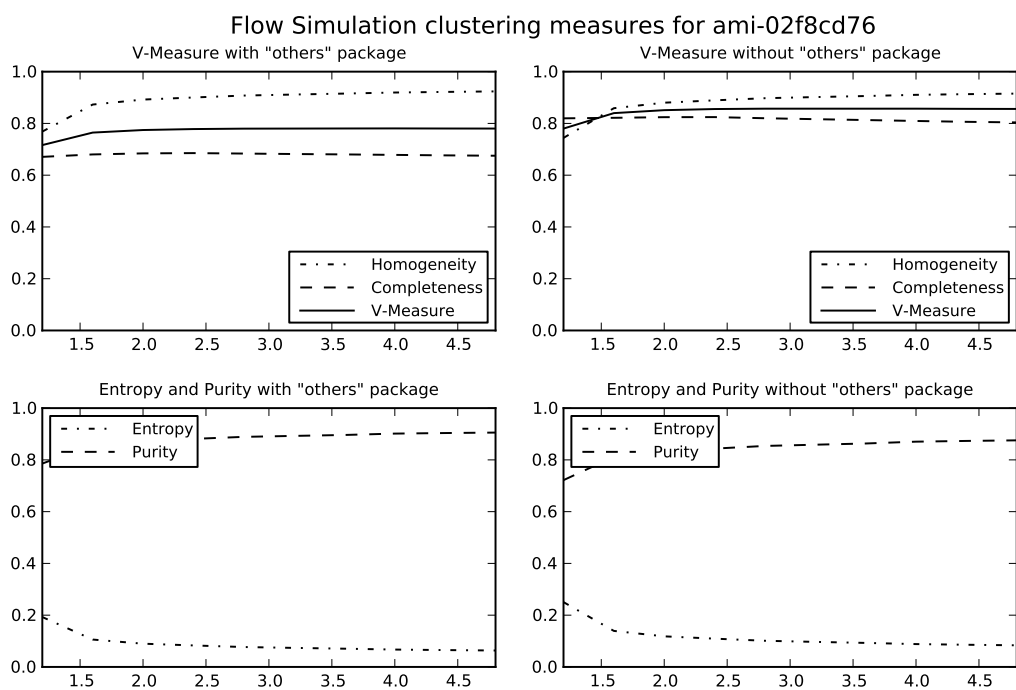 Flow Simulation clustering measures for ami-02f8cd76
V-Measure with "others" package
1.0
0.8
0.6
0.4
0.2
0.0
Homogeneity
Completeness
V-Measure
1.5 2.0 2.5 3.0 3.5 4.0 4.5
V-Measure without "others" package
1.0
0.8
0.6
0.4
0.2
0.0
Homogeneity
Completeness
V-Measure
1.5 2.0 2.5 3.0 3.5 4.0 4.5
Entropy and Purity with "others" package
1.0
0.8
0.6
0.4
0.2
0.0
Entropy
Purity
1.5 2.0 2.5 3.0 3.5 4.0 4.5
Entropy and Purity without "others" package
1.0
0.8
0.6
0.4
0.2
0.0
Entropy
Purity
1.5 2.0 2.5 3.0 3.5 4.0 4.5